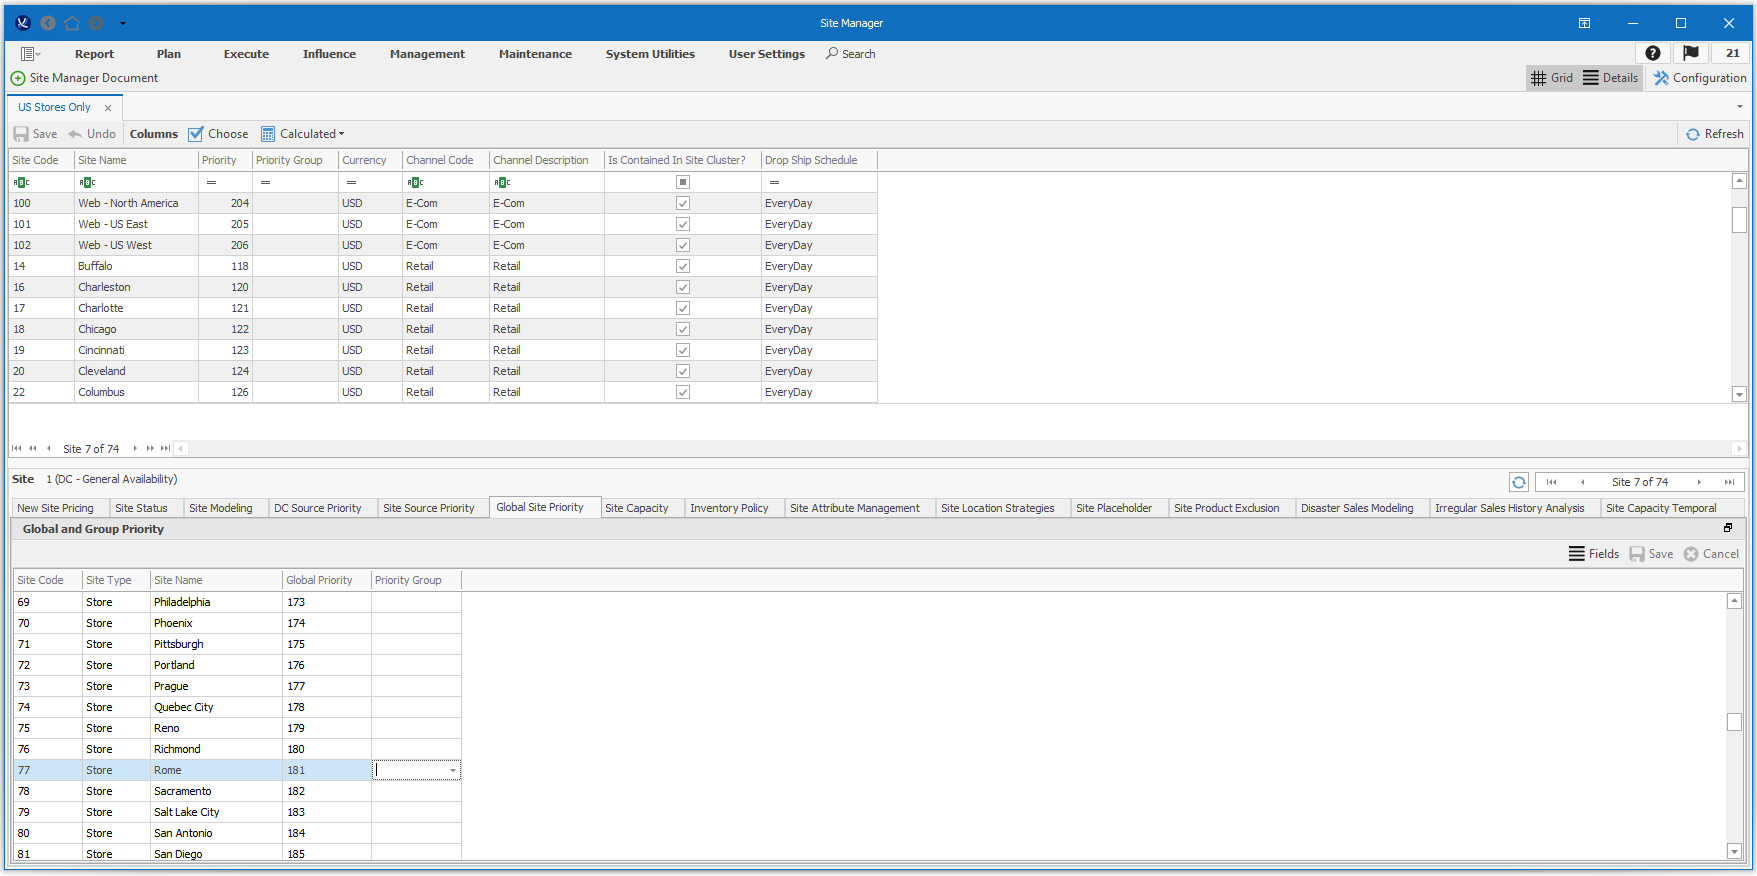 Site Manager
Report Plan Execute Influence Management Maintenance System Utilities User Settings Search 21
Site Manager Document Grid Details Configuration
US Stores Only
Save Undo Columns Choose Calculated Refresh
Site Code Site Name Priority Priority Group Currency Channel Code Channel Description Is Contained In Site Cluster? Drop Ship Schedule
ABC ABC = = = ABC ABC =
100 Web - North America 204 USD E-Com E-Com EveryDay
101 Web - US East 205 USD E-Com E-Com EveryDay
102 Web - US West 206 USD E-Com E-Com EveryDay
14 Buffalo 118 USD Retail Retail EveryDay
16 Charleston 120 USD Retail Retail EveryDay
17 Charlotte 121 USD Retail Retail EveryDay
18 Chicago 122 USD Retail Retail EveryDay
19 Cincinnati 123 USD Retail Retail EveryDay
20 Cleveland 124 USD Retail Retail EveryDay
22 Columbus 126 USD Retail Retail EveryDay
Site 7 of 74
Site 1 (DC - General Availability) Site 7 of 74
New Site Pricing Site Status Site Modeling DC Source Priority Site Source Priority Global Site Priority Site Capacity Inventory Policy Site Attribute Management Site Location Strategies Site Placeholder Site Product Exclusion Disaster Sales Modeling Irregular Sales History Analysis Site Capacity Temporal
Global and Group Priority
Fields Save Cancel
Site Code Site Type Site Name Global Priority Priority Group
69 Store Philadelphia 173
70 Store Phoenix 174
71 Store Pittsburgh 175
72 Store Portland 176
73 Store Prague 177
74 Store Quebec City 178
75 Store Reno 179
76 Store Richmond 180
77 Store Rome 181
78 Store Sacramento 182
79 Store Salt Lake City 183
80 Store San Antonio 184
81 Store San Diego 185